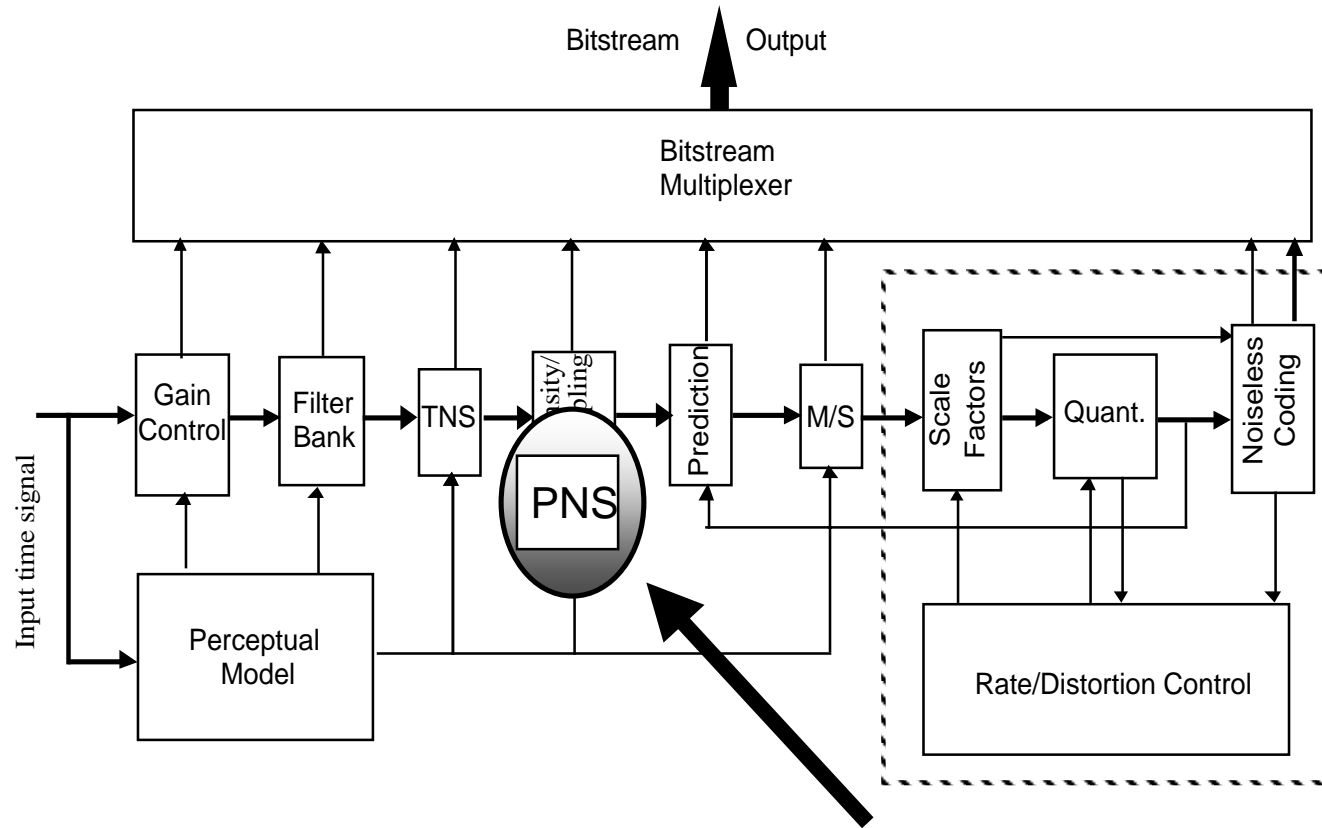 Bitstream Output
Bitstream
Multiplexer
Gain
Control
Filter
Bank
TNS
PNS
Prediction
M/S
Scale
Factors
Quant.
Noiseless
Coding
Input time signal
Perceptual
Model
Rate/Distortion Control